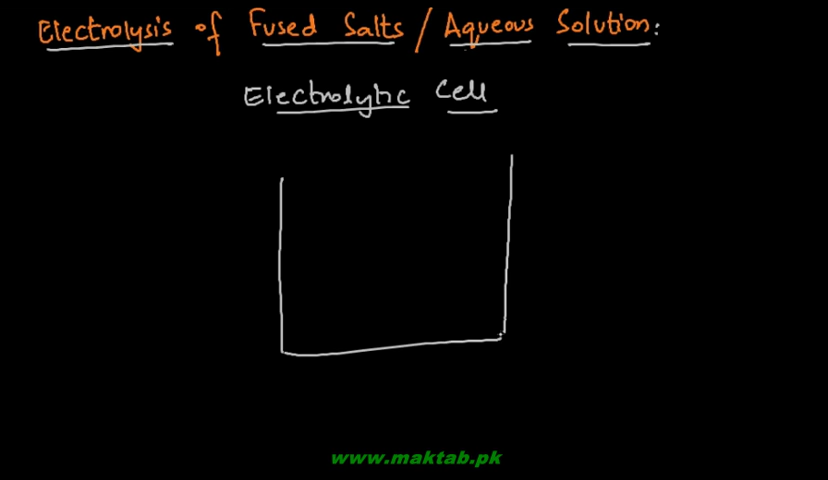 Electrolysis of Fused Salts / Aqueous Solution:
Electrolytic Cell
www.maktab.pk